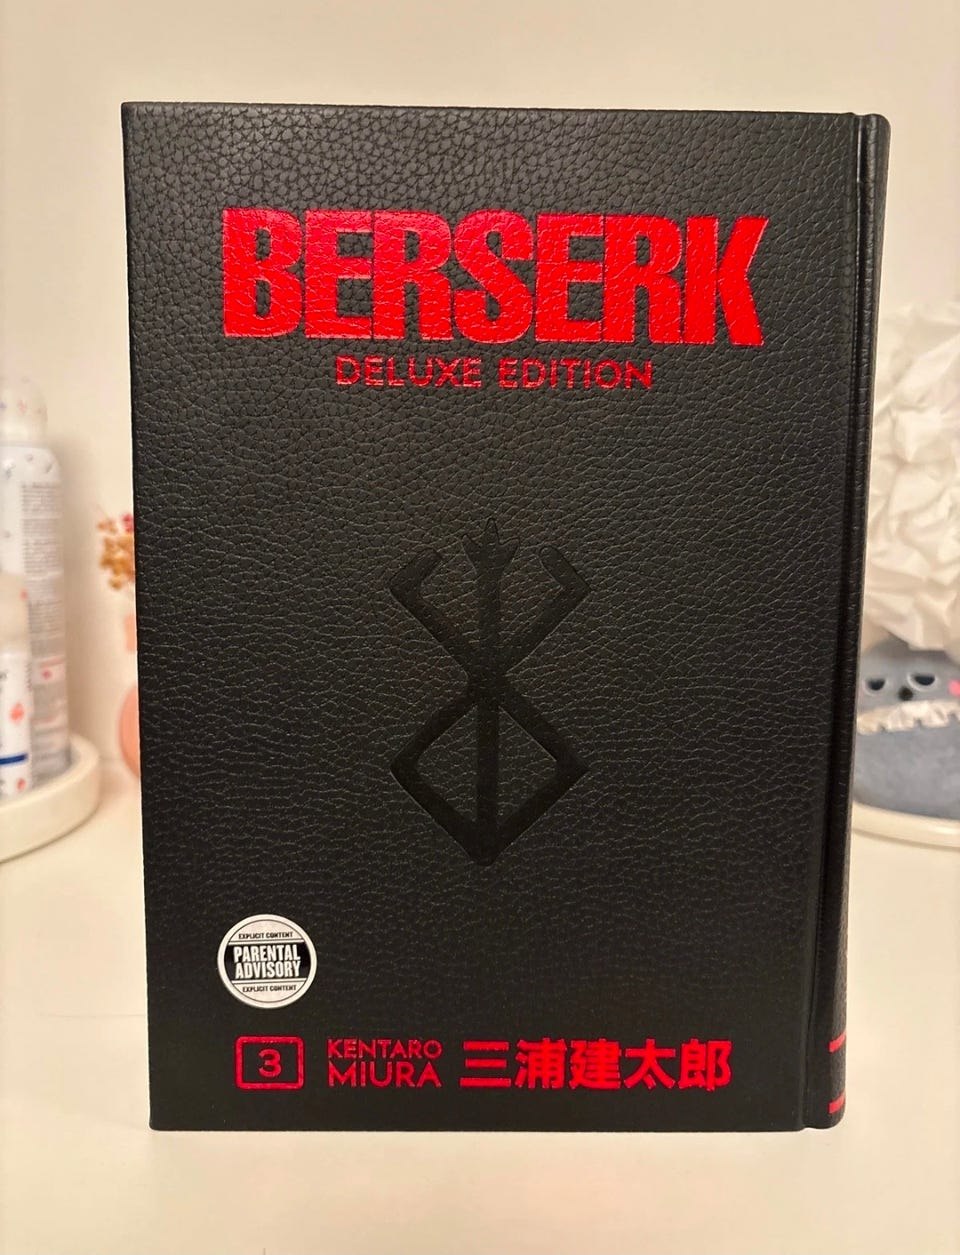 BERSERK
DELUXE EDITION
EXPLICIT CONTENT
PARENTAL
ADVISORY
EXPLICIT CONTENT
3
KENTARO
MIURA
三浦建太郎